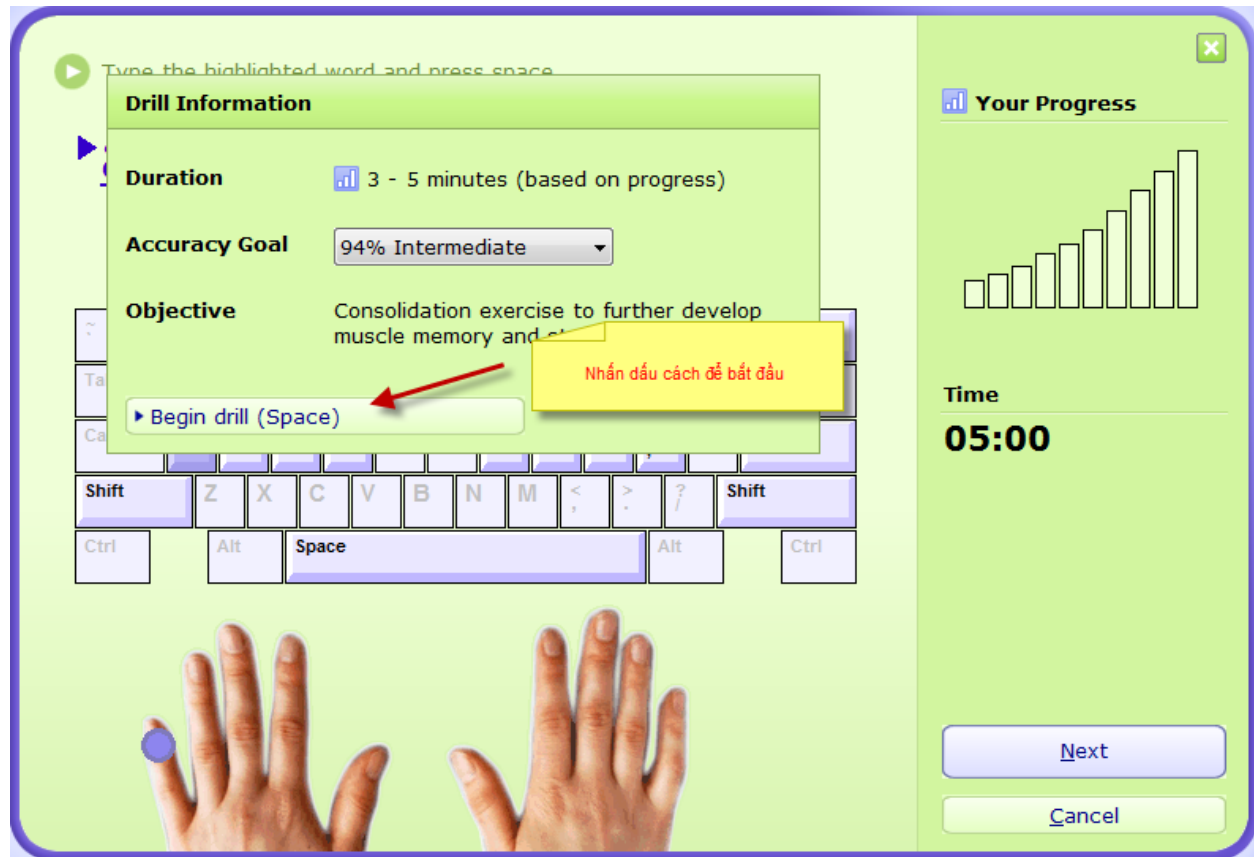 Type the highlighted word and press space
Drill Information
Duration
3 - 5 minutes (based on progress)
Accuracy Goal
94% Intermediate
Objective
Consolidation exercise to further develop
muscle memory and
Nhấn dấu cách để bắt đầu
Begin drill (Space)
Shift Z X C V B N M < , > . ? / Shift
Ctrl Alt Space Alt Ctrl
Your Progress
Time
05:00
Next
Cancel